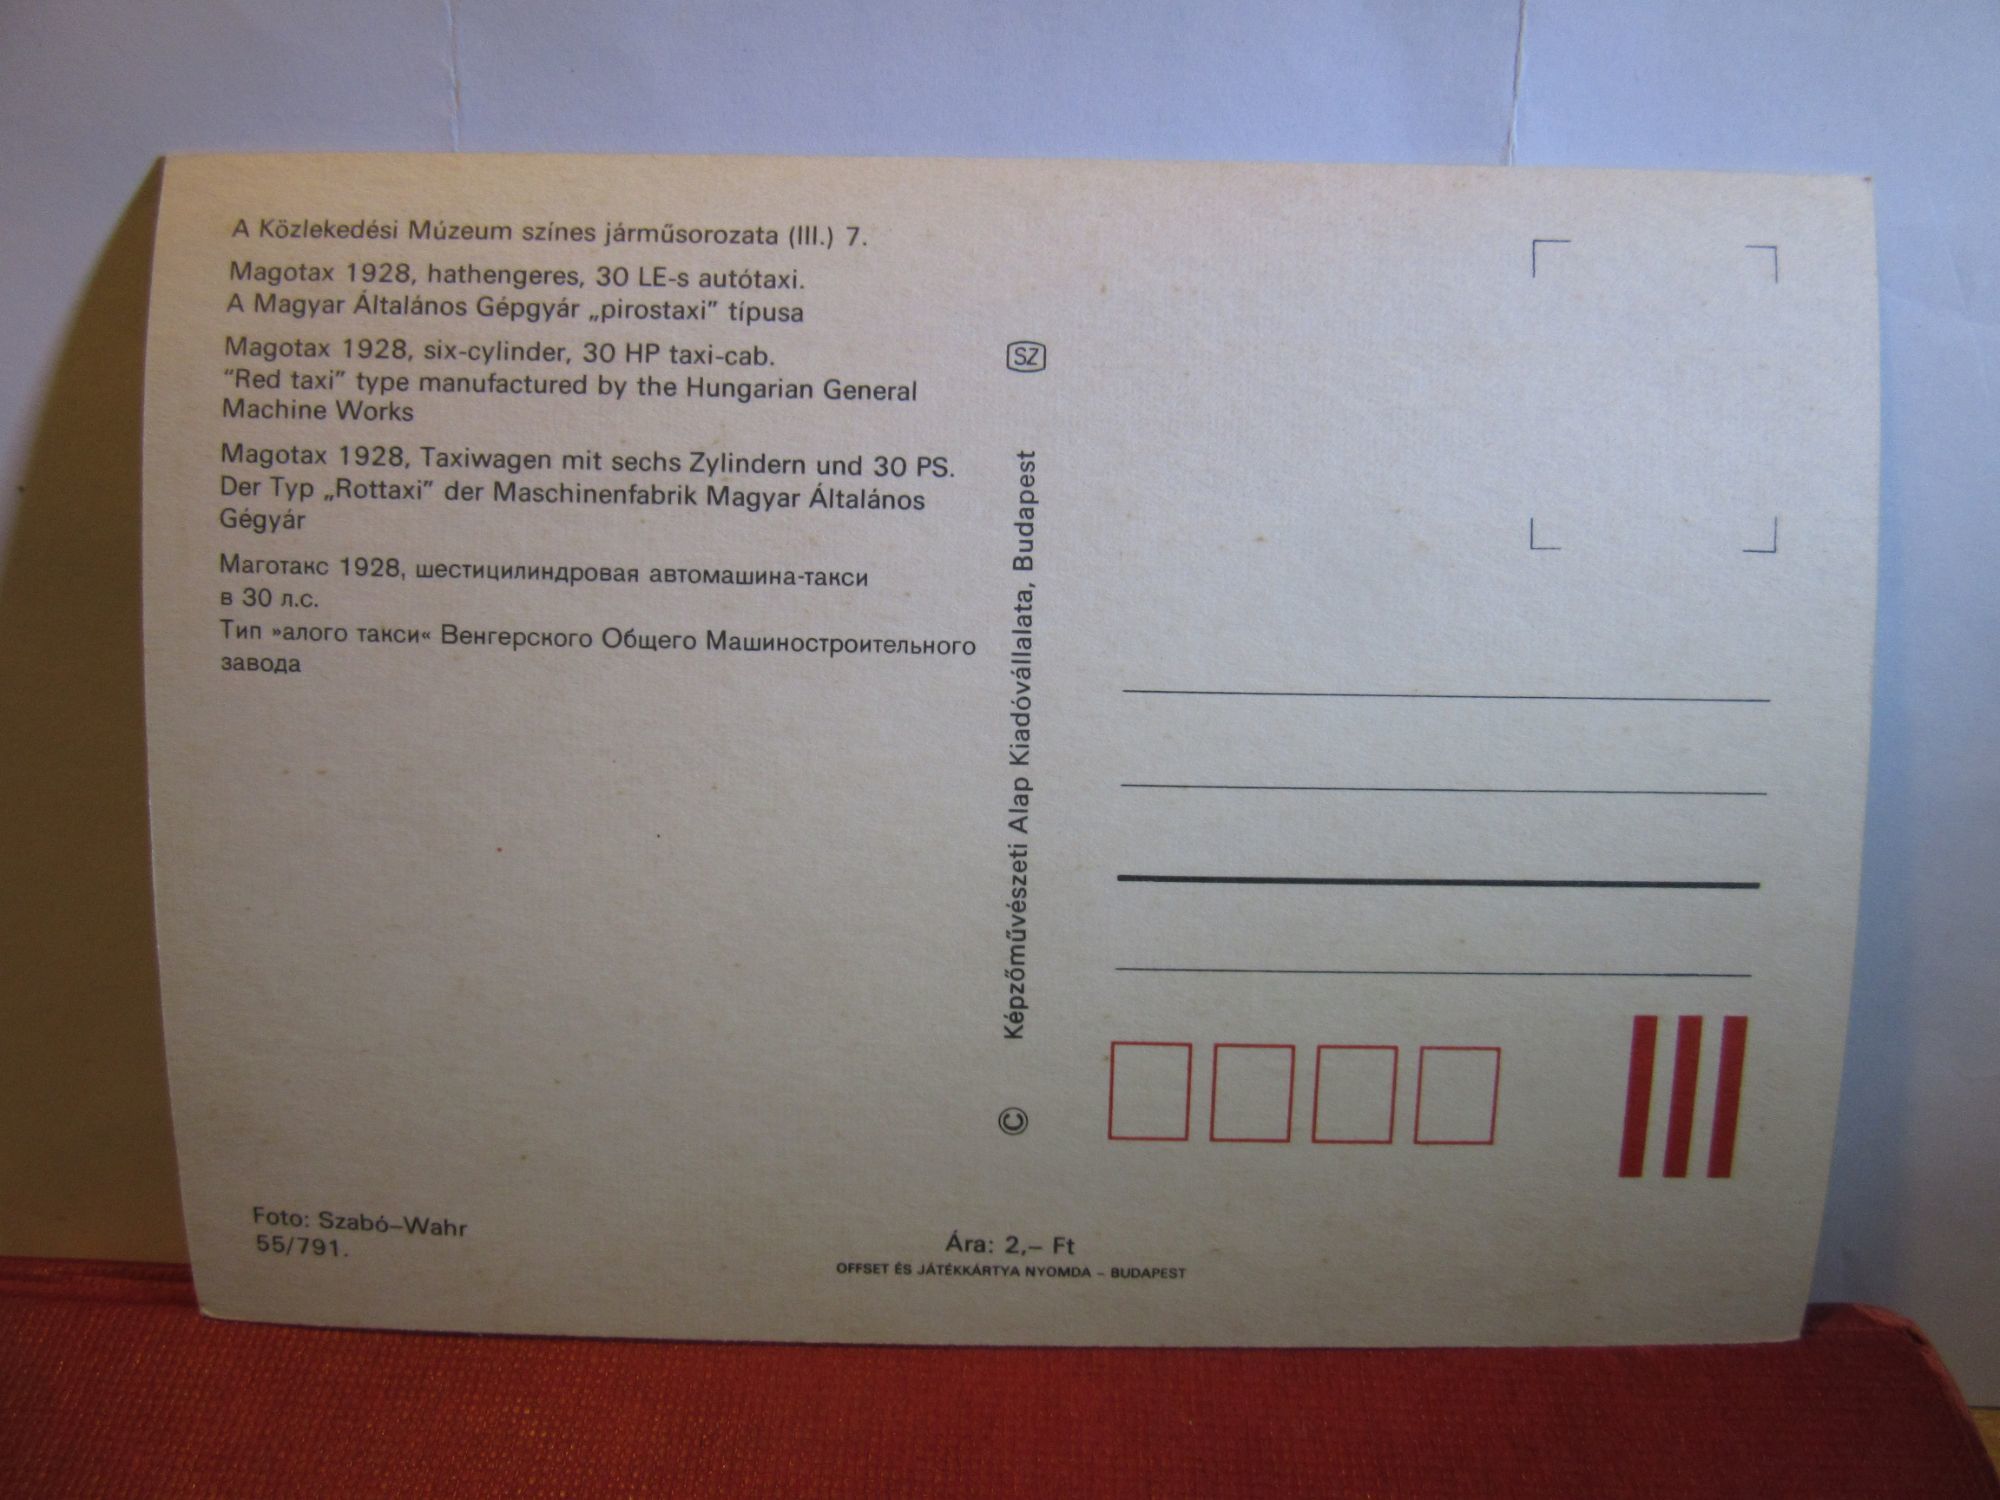 A Közlekedési Múzeum színes járműsorozata (III.) 7.
Magotax 1928, hathengeres, 30 LE-s autótaxi.
A Magyar Általános Gépgyár „pirostaxi” típusa
Magotax 1928, six-cylinder, 30 HP taxi-cab.
“Red taxi” type manufactured by the Hungarian General
Machine Works
Magotax 1928, Taxiwagen mit sechs Zylindern und 30 PS.
Der Typ „Rottaxi” der Maschinenfabrik Magyar Általános
Gégyár
Маготакс 1928, шестицилиндровая автомашина-такси
в 30 л.с.
Тип »алого такси« Венгерского Общего Машиностроительного
завода
Foto: Szabó–Wahr
55/791.
SZ
© Képzőművészeti Alap Kiadóvállalata, Budapest
Ára: 2,– Ft
OFFSET ÉS JÁTÉKKÁRTYA NYOMDA – BUDAPEST